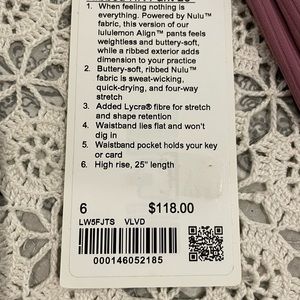 1. When feeling nothing is
everything. Powered by Nulu™
fabric, this version of our
lululemon Align™ pants feels
weightless and buttery-soft,
while a ribbed exterior adds
dimension to your practice
2. Buttery-soft, ribbed Nulu™
fabric is sweat-wicking,
quick-drying, and four-way
stretch
3. Added Lycra® fibre for stretch
and shape retention
4. Waistband lies flat and won't
dig in
5. Waistband pocket holds your key
or card
6. High rise, 25" length
6 $118.00
LW5FJTS VLVD
000146052185